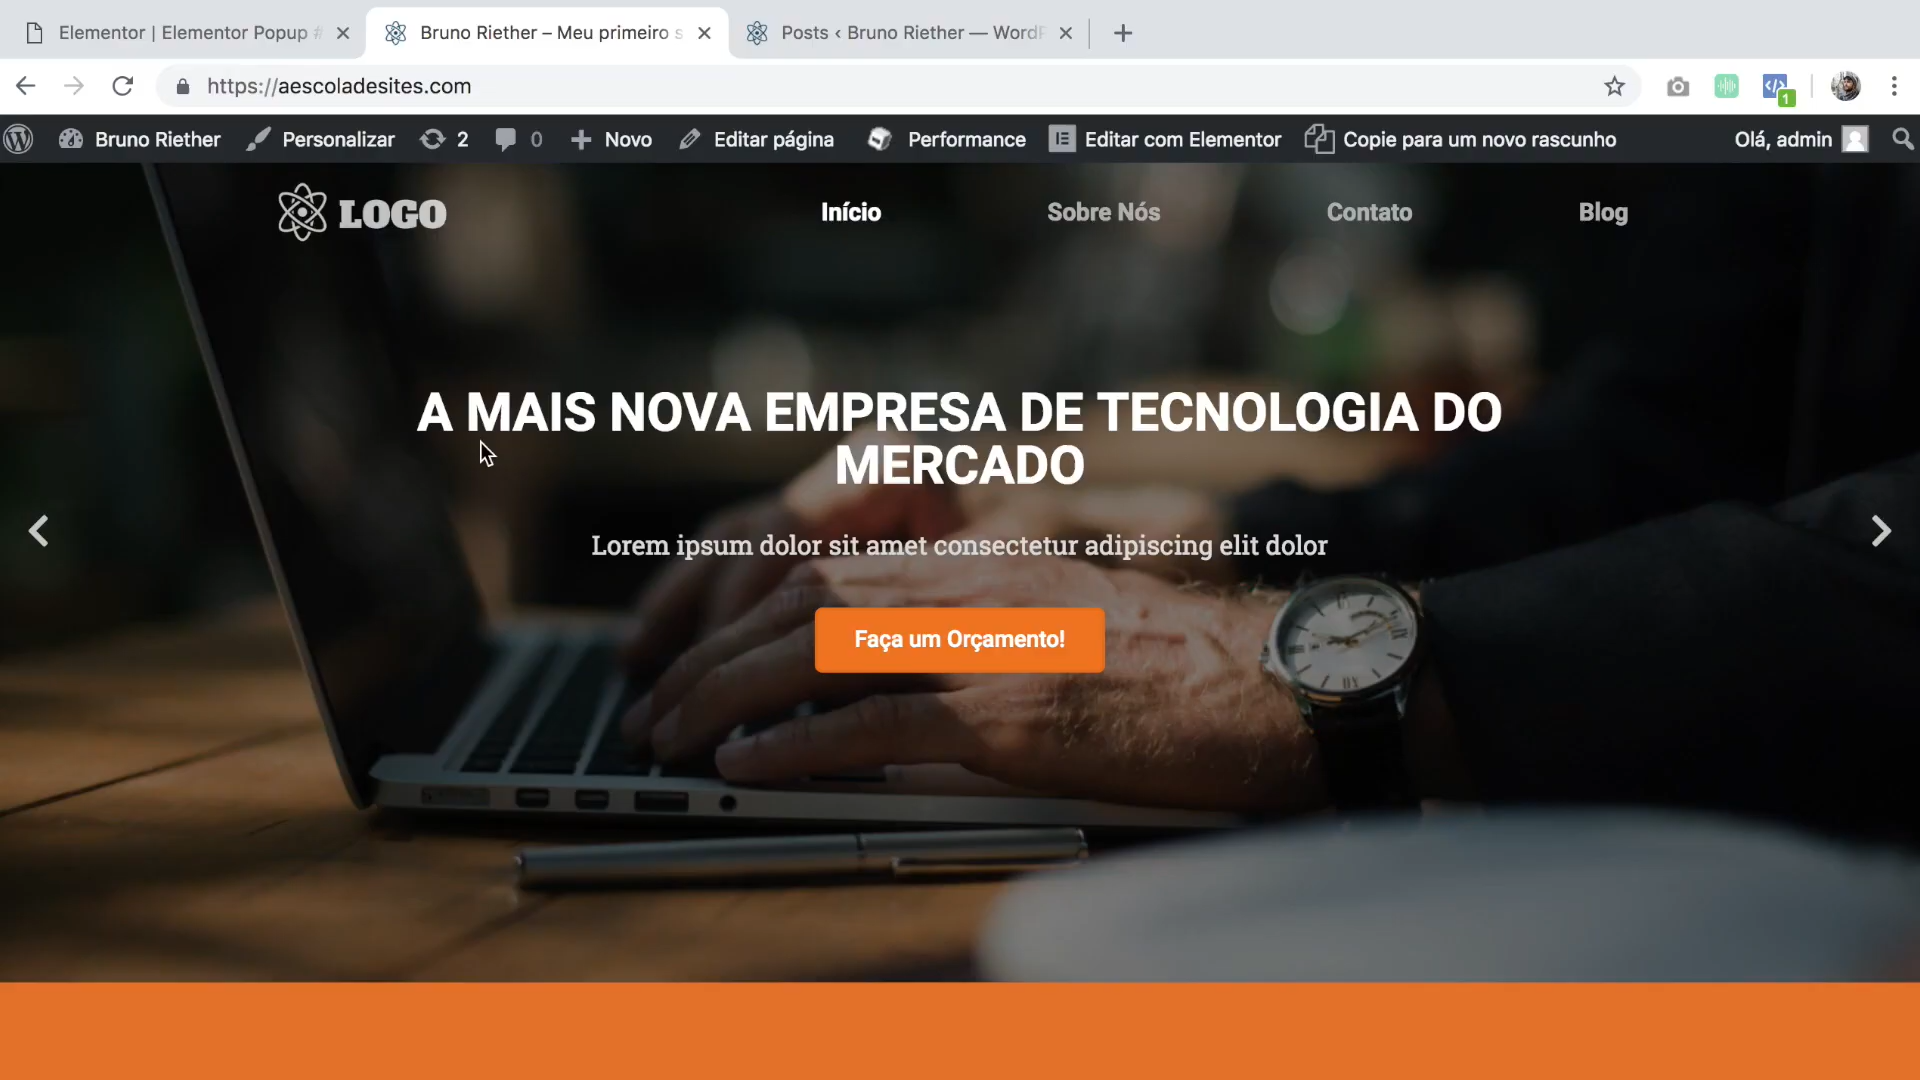 Elementor | Elementor Popup #
Bruno Riether – Meu primeiro s
Posts ‹ Bruno Riether — WordP
https://aescoladesites.com
1
Bruno Riether
Personalizar
2
0
Novo
Editar página
Performance
Editar com Elementor
Copie para um novo rascunho
Olá, admin
LOGO
Início
Sobre Nós
Contato
Blog
A MAIS NOVA EMPRESA DE TECNOLOGIA DO
MERCADO
Lorem ipsum dolor sit amet consectetur adipiscing elit dolor
Faça um Orçamento!